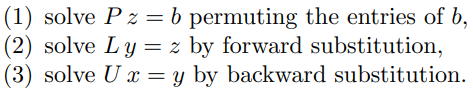 (1) solve P z = b permuting the entries of b,
(2) solve L y = z by forward substitution,
(3) solve U x = y by backward substitution.